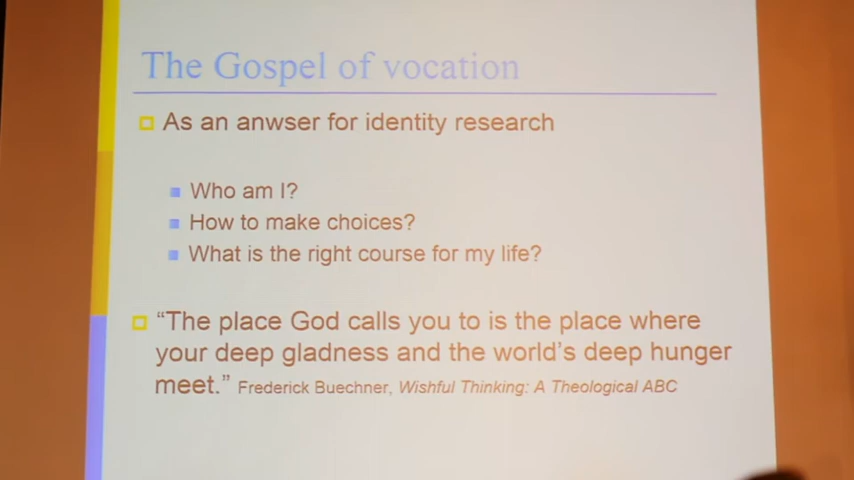 The Gospel of vocation
As an anwser for identity research
Who am I?
How to make choices?
What is the right course for my life?
“The place God calls you to is the place where
your deep gladness and the world’s deep hunger
meet.” Frederick Buechner, Wishful Thinking: A Theological ABC